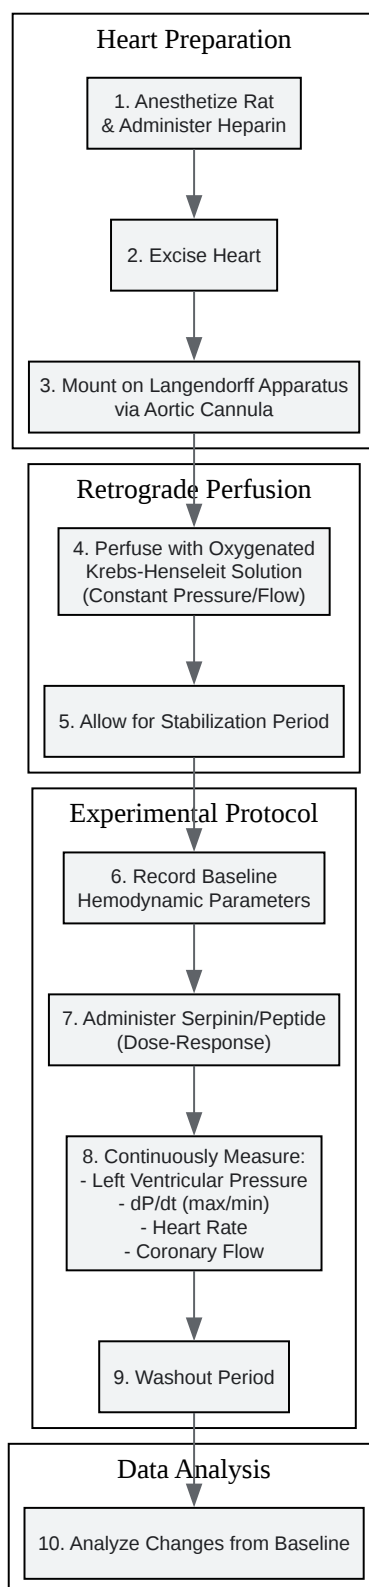 Heart Preparation
1. Anesthetize Rat
& Administer Heparin
2. Excise Heart
3. Mount on Langendorff Apparatus
via Aortic Cannula
Retrograde Perfusion
4. Perfuse with Oxygenated
Krebs-Henseleit Solution
(Constant Pressure/Flow)
5. Allow for Stabilization Period
Experimental Protocol
6. Record Baseline
Hemodynamic Parameters
7. Administer Serpinin/Peptide
(Dose-Response)
8. Continuously Measure:
- Left Ventricular Pressure
- dP/dt (max/min)
- Heart Rate
- Coronary Flow
9. Washout Period
Data Analysis
10. Analyze Changes from Baseline